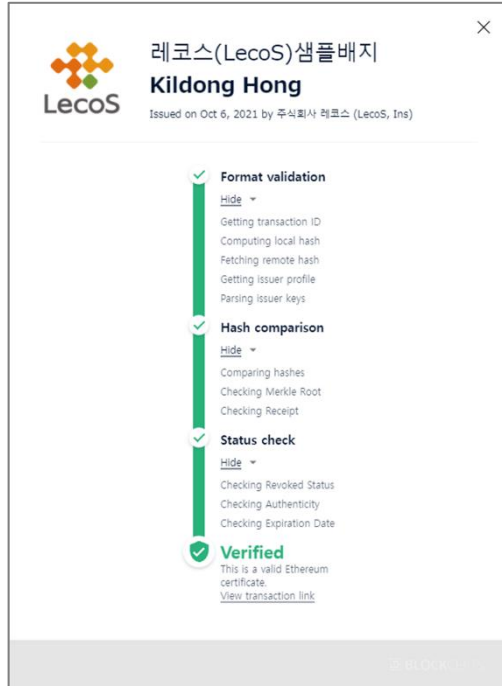 레코스(LecoS)샘플배지
Kildong Hong
LecoS
Issued on Oct 6, 2021 by 주식회사 레코스 (LecoS, Ins)
Format validation
Hide
Getting transaction ID
Computing local hash
Fetching remote hash
Getting issuer profile
Parsing issuer keys
Hash comparison
Hide
Comparing hashes
Checking Merkle Root
Checking Receipt
Status check
Hide
Checking Revoked Status
Checking Authenticity
Checking Expiration Date
Verified
This is a valid Ethereum
certificate.
View transaction link